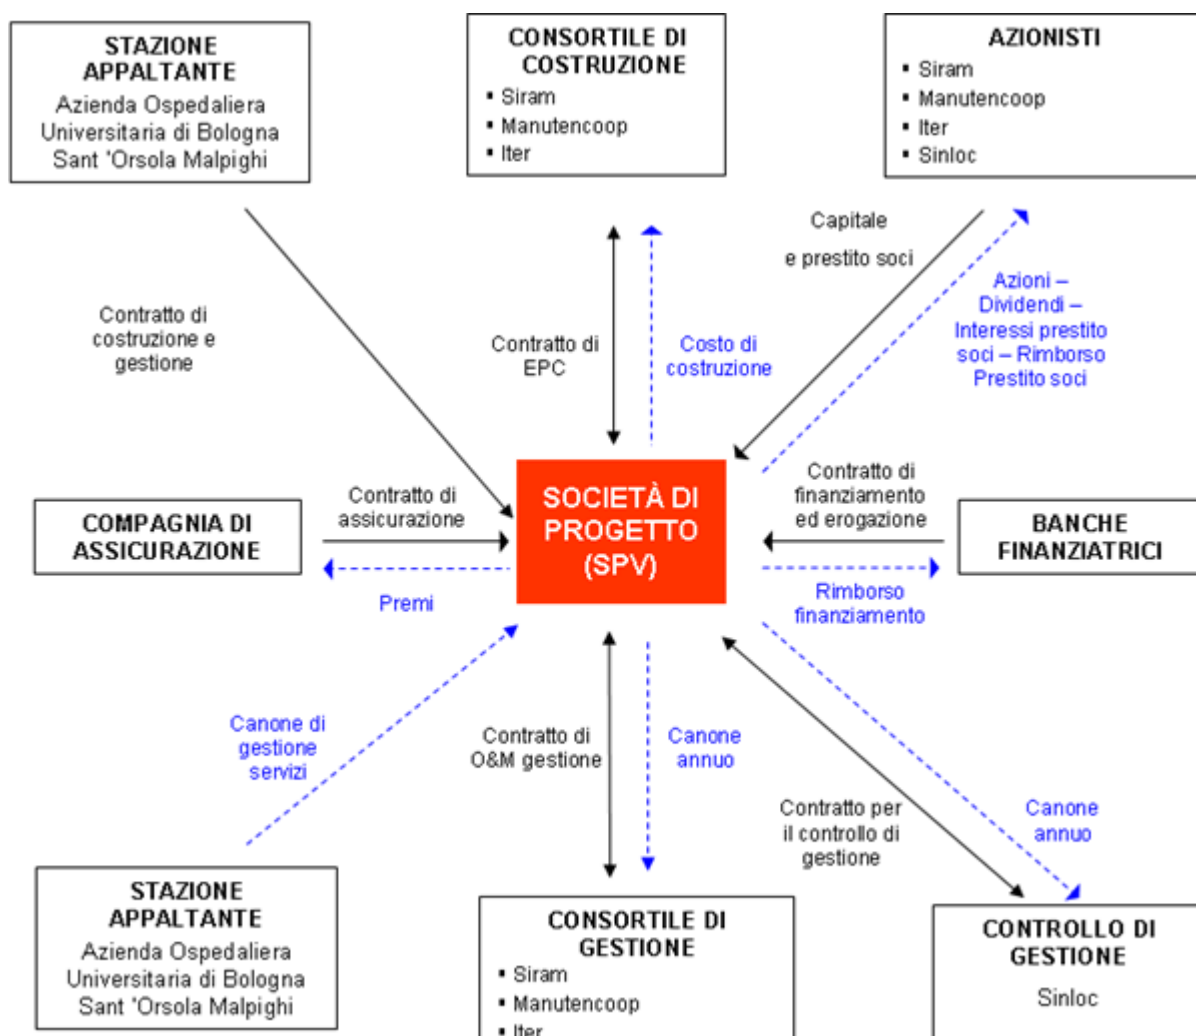 STAZIONE
APPALTANTE
Azienda Ospedaliera
Universitaria di Bologna
Sant 'Orsola Malpighi
CONSORTILE DI
COSTRUZIONE
▪ Siram
▪ Manutencoop
▪ Iter
AZIONISTI
▪ Siram
▪ Manutencoop
▪ Iter
▪ Sinloc
Contratto di
costruzione e
gestione
Contratto di
EPC
Costo di
costruzione
Capitale
e prestito soci
Azioni –
Dividendi –
Interessi prestito
soci – Rimborso
Prestito soci
COMPAGNIA DI
ASSICURAZIONE
Contratto di
assicurazione
Premi
SOCIETÀ DI
PROGETTO
(SPV)
Contratto di
finanziamento
ed erogazione
Rimborso
finanziamento
BANCHE
FINANZIATRICI
Canone di
gestione
servizi
Contratto di
O&M gestione
Canone
annuo
Contratto per
il controllo di
gestione
Canone
annuo
STAZIONE
APPALTANTE
Azienda Ospedaliera
Universitaria di Bologna
Sant 'Orsola Malpighi
CONSORTILE DI
GESTIONE
▪ Siram
▪ Manutencoop
▪ Iter
CONTROLLO DI
GESTIONE
Sinloc